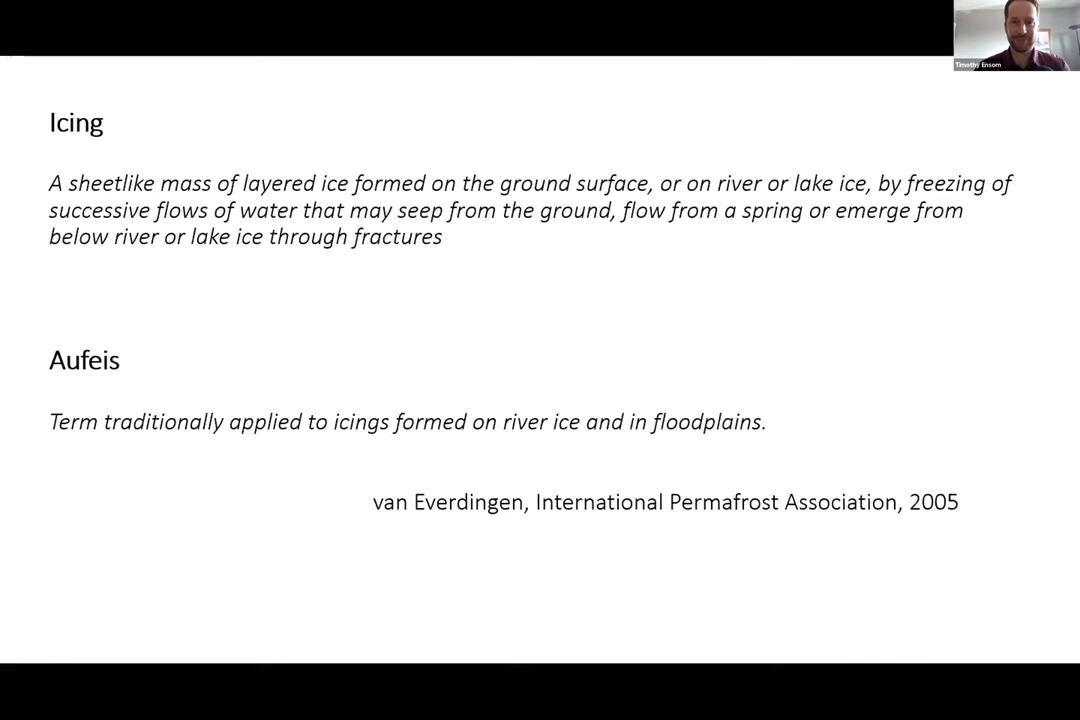 Timothy Ensom
Icing
A sheetlike mass of layered ice formed on the ground surface, or on river or lake ice, by freezing of
successive flows of water that may seep from the ground, flow from a spring or emerge from
below river or lake ice through fractures
Aufeis
Term traditionally applied to icings formed on river ice and in floodplains.
van Everdingen, International Permafrost Association, 2005